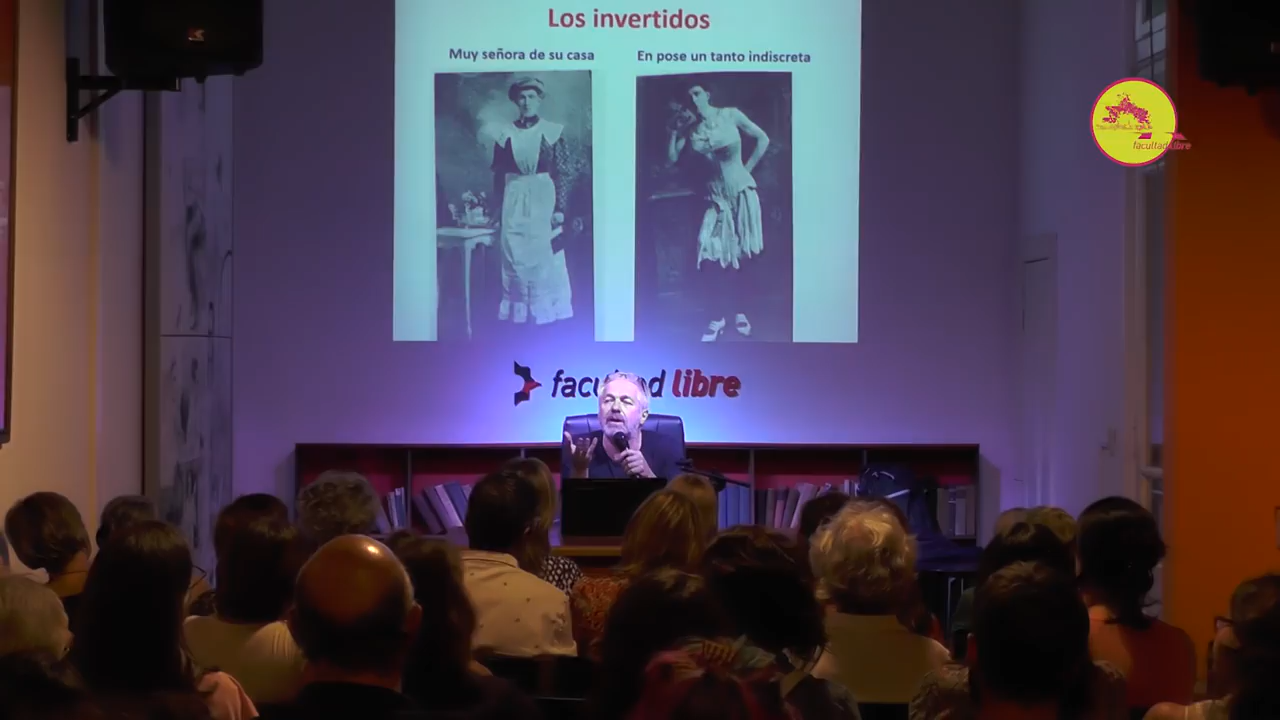 Los invertidos
Muy señora de su casa
En pose un tanto indiscreta
facultad libre
facultad libre